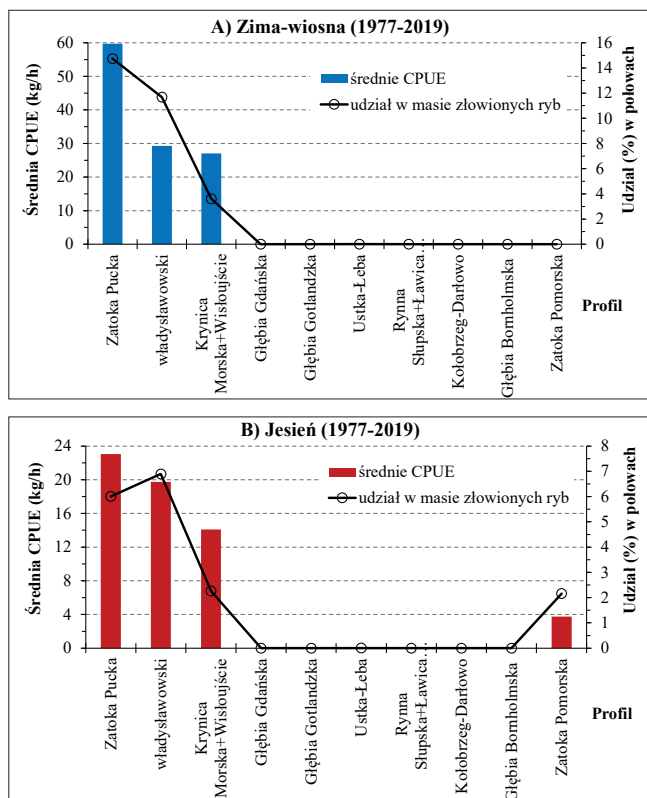 A) Zima-wiosna (1977-2019)
Średnia CPUE (kg/h)
60
50
40
30
20
10
0
średnie CPUE
udział w masie złowionych ryb
16
14
12
10
8
6
4
2
0
Udział (%) w połowach
Zatoka Pucka
władysławowski
Krynica
Morska+Wisłoujście
Głębia Gdańska
Głębia Gotlandzka
Ustka-Łeba
Rynna
Słupska+Ławica…
Kołobrzeg-Darłowo
Głębia Bornholmska
Zatoka Pomorska
Profil
B) Jesień (1977-2019)
Średnia CPUE (kg/h)
24
20
16
12
8
4
0
średnie CPUE
udział w masie złowionych ryb
8
7
6
5
4
3
2
1
0
Udział (%) w połowach
Zatoka Pucka
władysławowski
Krynica
Morska+Wisłoujście
Głębia Gdańska
Głębia Gotlandzka
Ustka-Łeba
Rynna
Słupska+Ławica…
Kołobrzeg-Darłowo
Głębia Bornholmska
Zatoka Pomorska
Profil